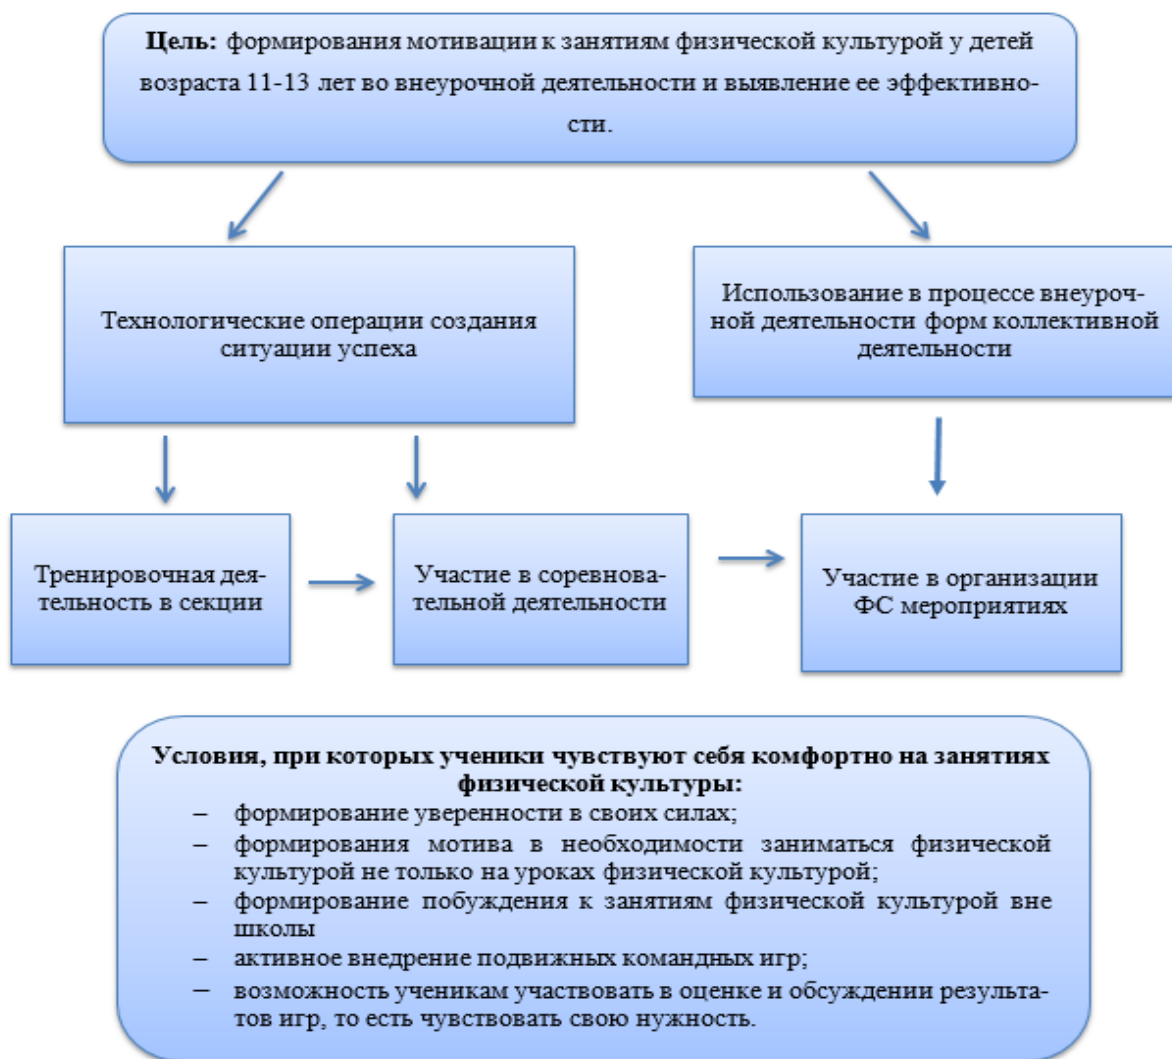 Цель: формирования мотивации к занятиям физической культурой у детей
возраста 11-13 лет во внеурочной деятельности и выявление ее эффективно-
сти.
Технологические операции создания
ситуации успеха
Использование в процессе внеуроч-
ной деятельности форм коллективной
деятельности
Тренировочная дея-
тельность в секции
Участие в соревнова-
тельной деятельности
Участие в организации
ФС мероприятиях
Условия, при которых ученики чувствуют себя комфортно на занятиях
физической культуры:
– формирование уверенности в своих силах;
– формирования мотива в необходимости заниматься физической
культурой не только на уроках физической культурой;
– формирование побуждения к занятиям физической культурой вне
школы
– активное внедрение подвижных командных игр;
– возможность ученикам участвовать в оценке и обсуждении результа-
тов игр, то есть чувствовать свою нужность.